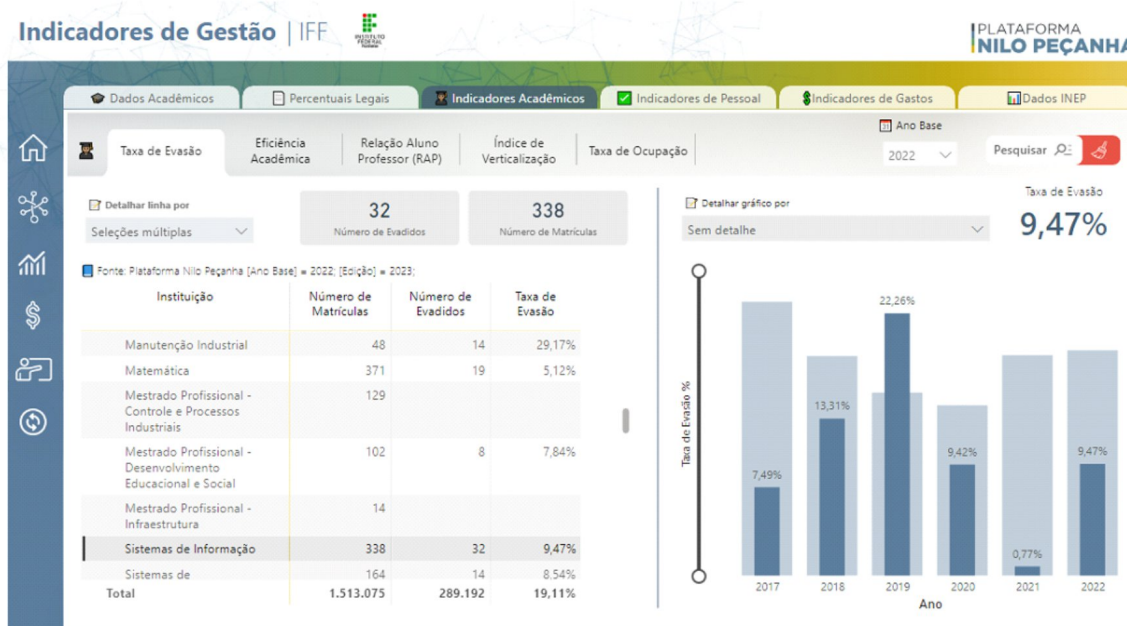 Indicadores de Gestão | IFF
INSTITUTO
FEDERAL
PLATAFORMA
NILO PEÇANHA
Dados Acadêmicos
Percentuais Legais
Indicadores Acadêmicos
Indicadores de Pessoal
Indicadores de Gastos
Dados INEP
Taxa de Evasão
Eficiência
Acadêmica
Relação Aluno
Professor (RAP)
Índice de
Verticalização
Taxa de Ocupação
Ano Base
2022
Pesquisar
Detalhar linha por
Seleções múltiplas
32
Número de Evadidos
338
Número de Matrículas
Detalhar gráfico por
Sem detalhe
Taxa de Evasão
9,47%
Fonte: Plataforma Nilo Peçanha [Ano Base] = 2022; [Edição] = 2023;
Instituição
Número de
Matrículas
Número de
Evadidos
Taxa de
Evasão
Manutenção Industrial 48 14 29,17%
Matemática 371 19 5,12%
Mestrado Profissional - 129
Controle e Processos
Industriais
Mestrado Profissional - 102 8 7,84%
Desenvolvimento
Educacional e Social
Mestrado Profissional - 14
Infraestrutura
Sistemas de Informação 338 32 9,47%
Sistemas de 164 14 8,54%
Total 1.513.075 289.192 19,11%
Taxa de Evasão %
7,49%
13,31%
22,26%
9,42%
0,77%
9,47%
2017 2018 2019 2020 2021 2022
Ano